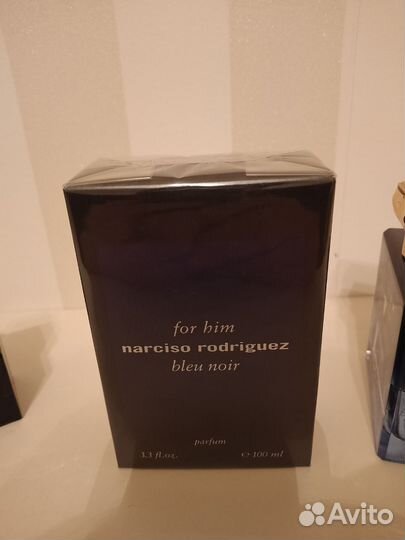 for him
narciso rodriguez
bleu noir
parfum
3.3 fl.oz. ℮ 100 ml
Avito